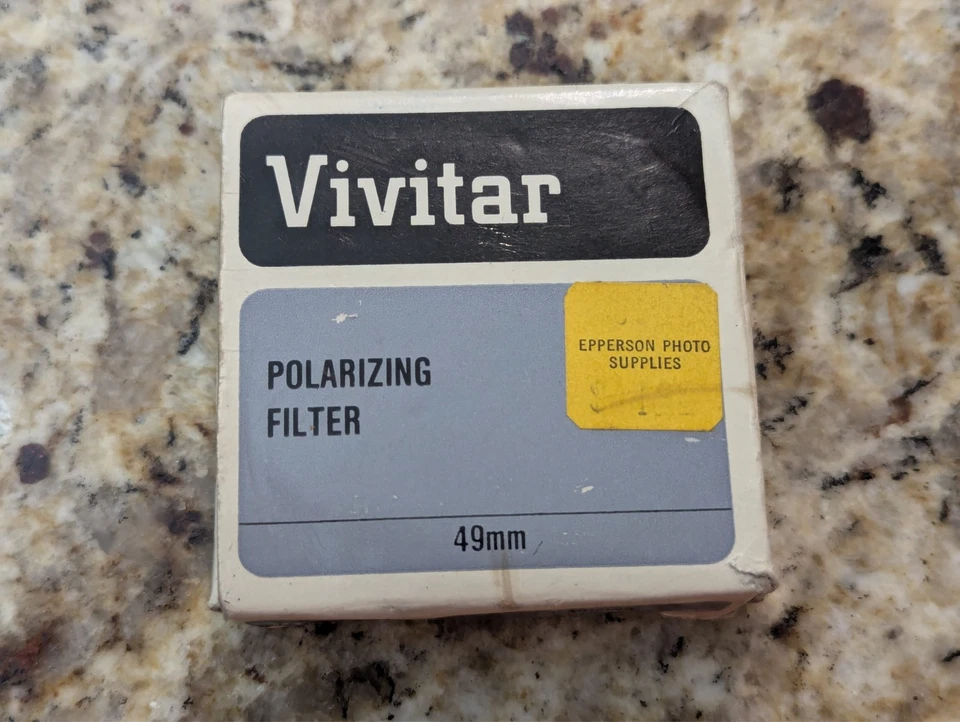 Vivitar
POLARIZING
FILTER
EPPERSON PHOTO
SUPPLIES
49mm